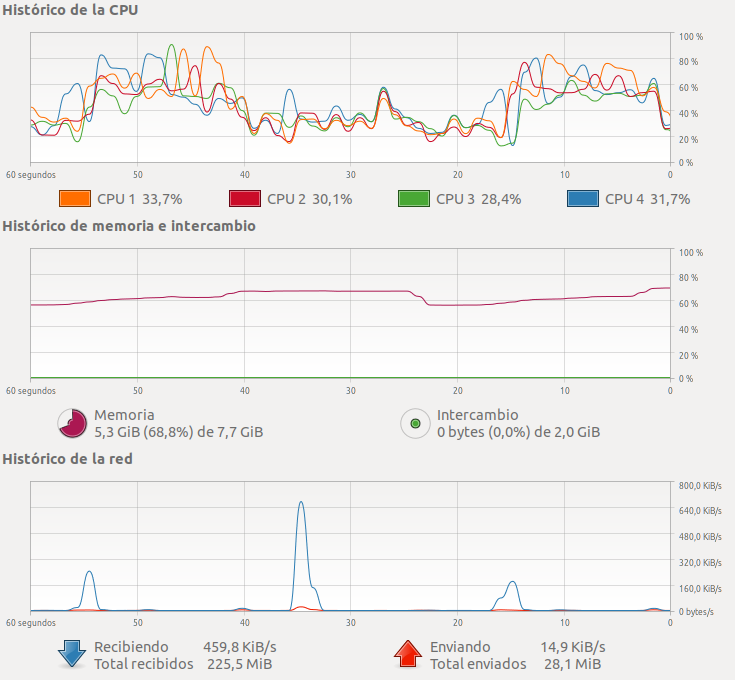 Histórico de la CPU
100 %
80 %
60 %
40 %
20 %
0 %
60 segundos 50 40 30 20 10 0
CPU 1 33,7% CPU 2 30,1% CPU 3 28,4% CPU 4 31,7%
Histórico de memoria e intercambio
100 %
80 %
60 %
40 %
20 %
0 %
60 segundos 50 40 30 20 10 0
Memoria
5,3 GiB (68,8%) de 7,7 GiB
Intercambio
0 bytes (0,0%) de 2,0 GiB
Histórico de la red
800,0 KiB/s
640,0 KiB/s
480,0 KiB/s
320,0 KiB/s
160,0 KiB/s
0 bytes/s
60 segundos 50 40 30 20 10 0
Recibiendo 459,8 KiB/s
Total recibidos 225,5 MiB
Enviando 14,9 KiB/s
Total enviados 28,1 MiB